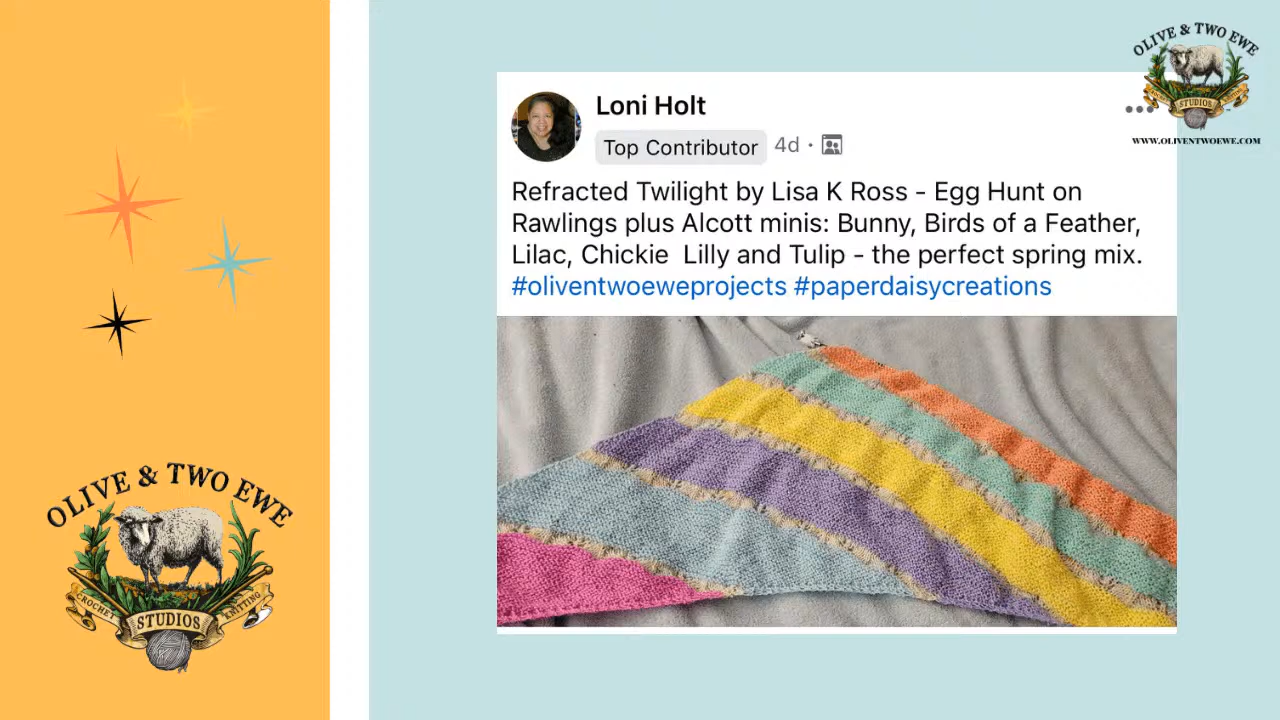 OLIVE & TWO EWE
CROCHET
STUDIOS
KNITTING
Loni Holt
Top Contributor 4d ·
Refracted Twilight by Lisa K Ross - Egg Hunt on
Rawlings plus Alcott minis: Bunny, Birds of a Feather,
Lilac, Chickie Lilly and Tulip - the perfect spring mix.
#oliventwoeweprojects #paperdaisycreations
OLIVE & TWO EWE
STUDIOS
WWW.OLIVENTWOEWE.COM